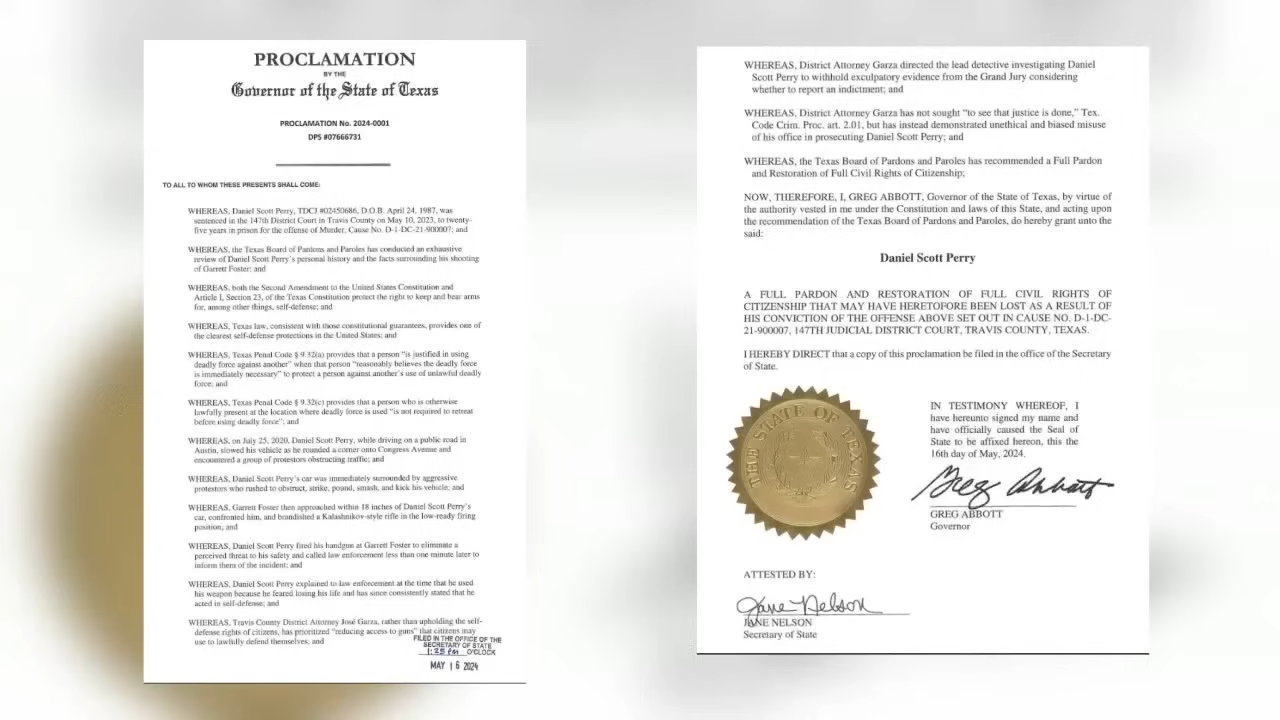 PROCLAMATION
BY THE
Governor of the State of Texas
PROCLAMATION No. 2024-0001
DPS #07666731
TO ALL TO WHOM THESE PRESENTS SHALL COME:
WHEREAS, Daniel Scott Perry, TDCJ #02450686, D.O.B. April 24, 1987, was
sentenced in the 147th District Court in Travis County on May 10, 2023, to twenty-
five years in prison for the offense of Murder, Cause No. D-1-DC-21-900007; and
WHEREAS, the Texas Board of Pardons and Paroles has conducted an exhaustive
review of Daniel Scott Perry's personal history and the facts surrounding his shooting
of Garrett Foster; and
WHEREAS, both the Second Amendment to the United States Constitution and
Article I, Section 23, of the Texas Constitution protect the right to keep and bear arms
for, among other things, self-defense; and
WHEREAS, Texas law, consistent with those constitutional guarantees, provides one of
the clearest self-defense protections in the United States; and
WHEREAS, Texas Penal Code § 9.32(a) provides that a person "is justified in using
deadly force against another" when that person "reasonably believes the deadly force
is immediately necessary" to protect a person against another's use of unlawful deadly
force; and
WHEREAS, Texas Penal Code § 9.32(c) provides that a person who is otherwise
lawfully present at the location where deadly force is used "is not required to retreat
before using deadly force"; and
WHEREAS, on July 25, 2020, Daniel Scott Perry, while driving on a public road in
Austin, slowed his vehicle as he rounded a corner onto Congress Avenue and
encountered a group of protestors obstructing traffic; and
WHEREAS, Daniel Scott Perry's car was immediately surrounded by aggressive
protestors who rushed to obstruct, strike, pound, smash, and kick his vehicle; and
WHEREAS, Garrett Foster then approached within 18 inches of Daniel Scott Perry's
car, confronted him, and brandished a Kalashnikov-style rifle in the low-ready firing
position; and
WHEREAS, Daniel Scott Perry fired his handgun at Garrett Foster to eliminate a
perceived threat to his safety and called law enforcement less than one minute later to
inform them of the incident; and
WHEREAS, Daniel Scott Perry explained to law enforcement at the time that he used
his weapon because he feared losing his life and has since consistently stated that he
acted in self-defense; and
WHEREAS, Travis County District Attorney José Garza, rather than upholding the self-
defense rights of citizens, has prioritized "reducing access to guns" that citizens may
use to lawfully defend themselves; and
FILED IN THE OFFICE OF THE
SECRETARY OF STATE
1:35 PM O'CLOCK
MAY 16 2024
WHEREAS, District Attorney Garza directed the lead detective investigating Daniel
Scott Perry to withhold exculpatory evidence from the Grand Jury considering
whether to report an indictment; and
WHEREAS, District Attorney Garza has not sought "to see that justice is done," Tex.
Code Crim. Proc. art. 2.01, but has instead demonstrated unethical and biased misuse
of his office in prosecuting Daniel Scott Perry; and
WHEREAS, the Texas Board of Pardons and Paroles has recommended a Full Pardon
and Restoration of Full Civil Rights of Citizenship;
NOW, THEREFORE, I, GREG ABBOTT, Governor of the State of Texas, by virtue of
the authority vested in me under the Constitution and laws of this State, and acting upon
the recommendation of the Texas Board of Pardons and Paroles, do hereby grant unto the
said:
Daniel Scott Perry
A FULL PARDON AND RESTORATION OF FULL CIVIL RIGHTS OF
CITIZENSHIP THAT MAY HAVE HERETOFORE BEEN LOST AS A RESULT OF
HIS CONVICTION OF THE OFFENSE ABOVE SET OUT IN CAUSE NO. D-1-DC-
21-900007, 147TH JUDICIAL DISTRICT COURT, TRAVIS COUNTY, TEXAS.
I HEREBY DIRECT that a copy of this proclamation be filed in the office of the Secretary
of State.
THE STATE OF TEXAS
IN TESTIMONY WHEREOF, I
have hereunto signed my name and
have officially caused the Seal of
State to be affixed hereon, this the
16th day of May, 2024.
Greg Abbott
GREG ABBOTT
Governor
ATTESTED BY:
Jane Nelson
JANE NELSON
Secretary of State